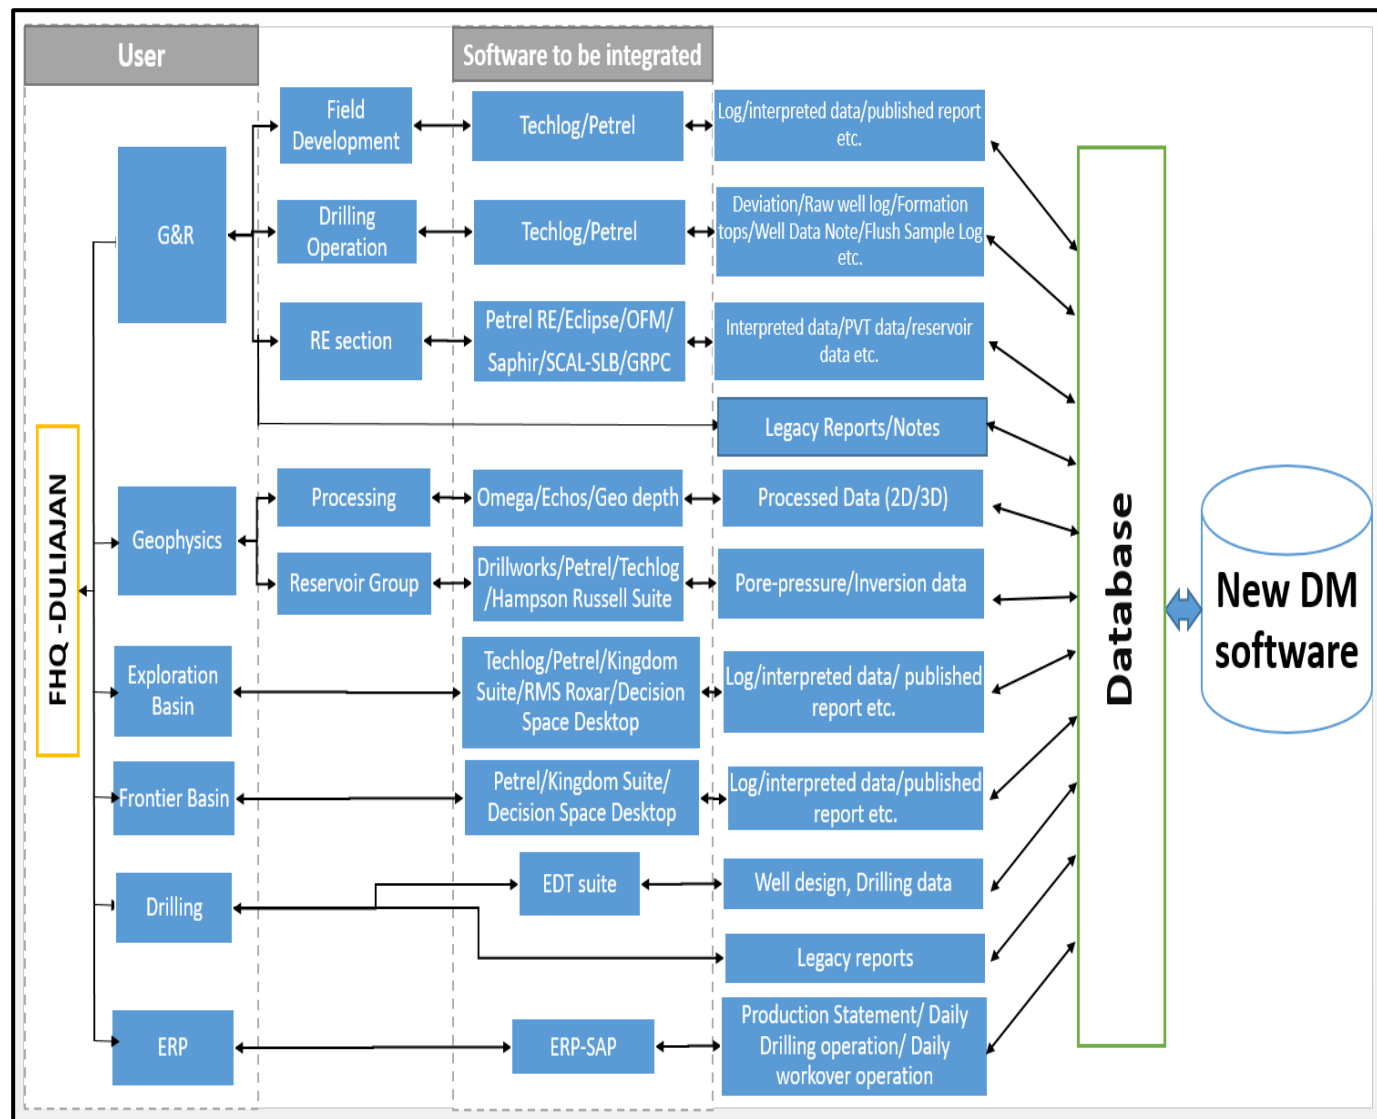 User
Software to be integrated
Field
Development
Techlog/Petrel
Log/interpreted data/published report
etc.
G&R
Drilling
Operation
Techlog/Petrel
Deviation/Raw well log/Formation
tops/Well Data Note/Flush Sample Log
etc.
RE section
Petrel RE/Eclipse/OFM/
Saphir/SCAL-SLB/GRPC
Interpreted data/PVT data/reservoir
data etc.
Legacy Reports/Notes
FHQ -DULIAJAN
Geophysics
Processing
Omega/Echos/Geo depth
Processed Data (2D/3D)
Reservoir Group
Drillworks/Petrel/Techlog
/Hampson Russell Suite
Pore-pressure/Inversion data
Exploration
Basin
Techlog/Petrel/Kingdom
Suite/RMS Roxar/Decision
Space Desktop
Log/interpreted data/ published
report etc.
Frontier Basin
Petrel/Kingdom Suite/
Decision Space Desktop
Log/interpreted data/published
report etc.
Drilling
EDT suite
Well design, Drilling data
Legacy reports
ERP
ERP-SAP
Production Statement/ Daily
Drilling operation/ Daily
workover operation
Database
New DM
software